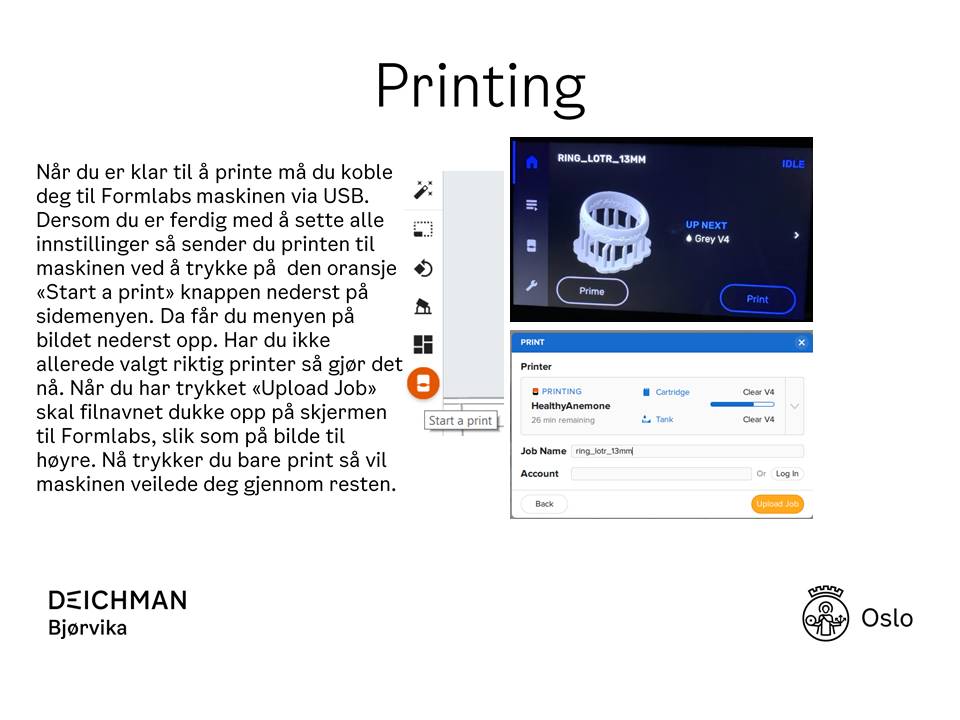 Printing
Når du er klar til å printe må du koble
deg til Formlabs maskinen via USB.
Dersom du er ferdig med å sette alle
innstillinger så sender du printen til
maskinen ved å trykke på  den oransje
«Start a print» knappen nederst på
sidemenyen. Da får du menyen på
bildet nederst opp. Har du ikke
allerede valgt riktig printer så gjør det
nå. Når du har trykket «Upload Job»
skal filnavnet dukke opp på skjermen
til Formlabs, slik som på bilde til
høyre. Nå trykker du bare print så vil
maskinen veilede deg gjennom resten.
Start a print
RING_LOTR_13MM
IDLE
UP NEXT
Grey V4
Prime
Print
PRINT
Printer
PRINTING
Cartridge
Clear V4
HealthyAnemone
26 min remaining
Tank
Clear V4
Job Name ring_lotr_13mm
Account
Or Log In
Back
Upload Job
DEICHMAN
Bjørvika
Oslo